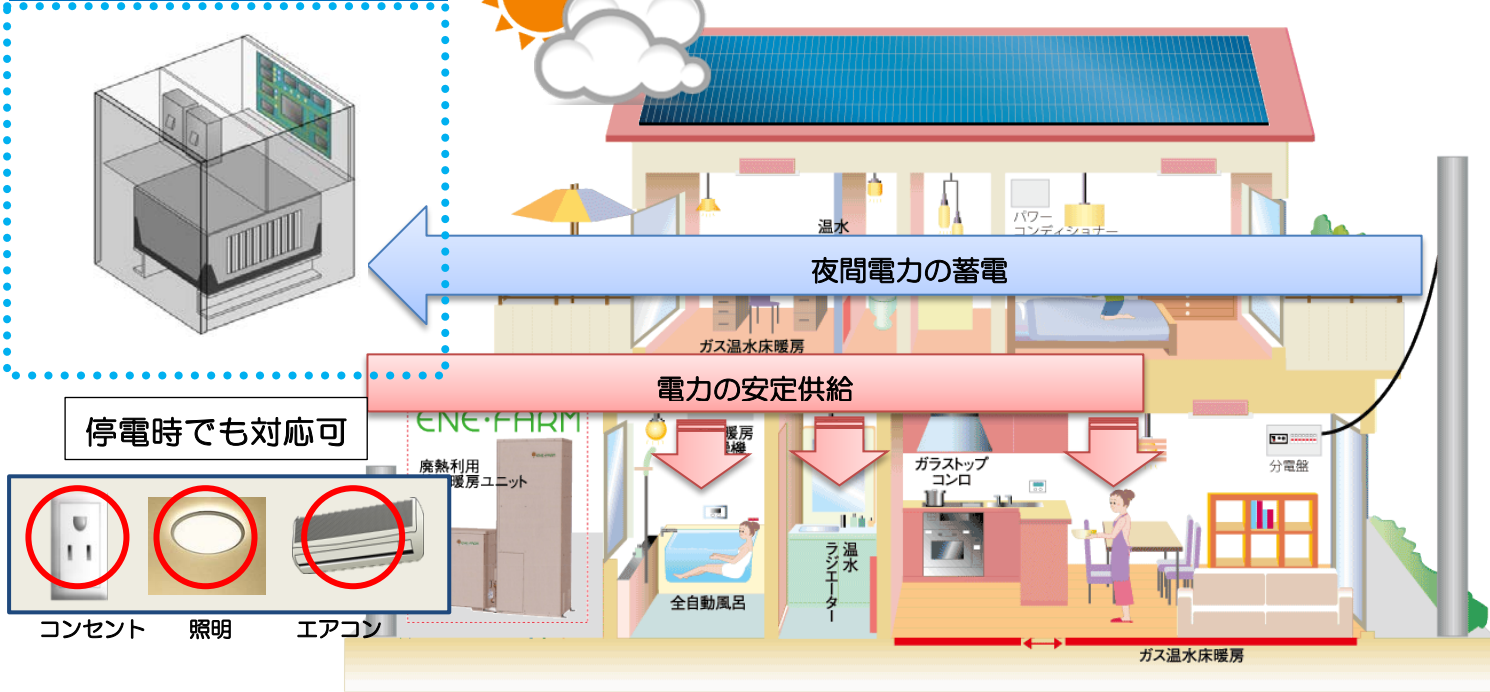 温水
パワー
コンディショナー
夜間電力の蓄電
ガス温水床暖房
電力の安定供給
停電時でも対応可
ENE・FARM
廃熱利用
暖房ユニット
暖房
機
ガラストップ
コンロ
分電盤
温水
ラジエーター
全自動風呂
コンセント
照明
エアコン
ガス温水床暖房